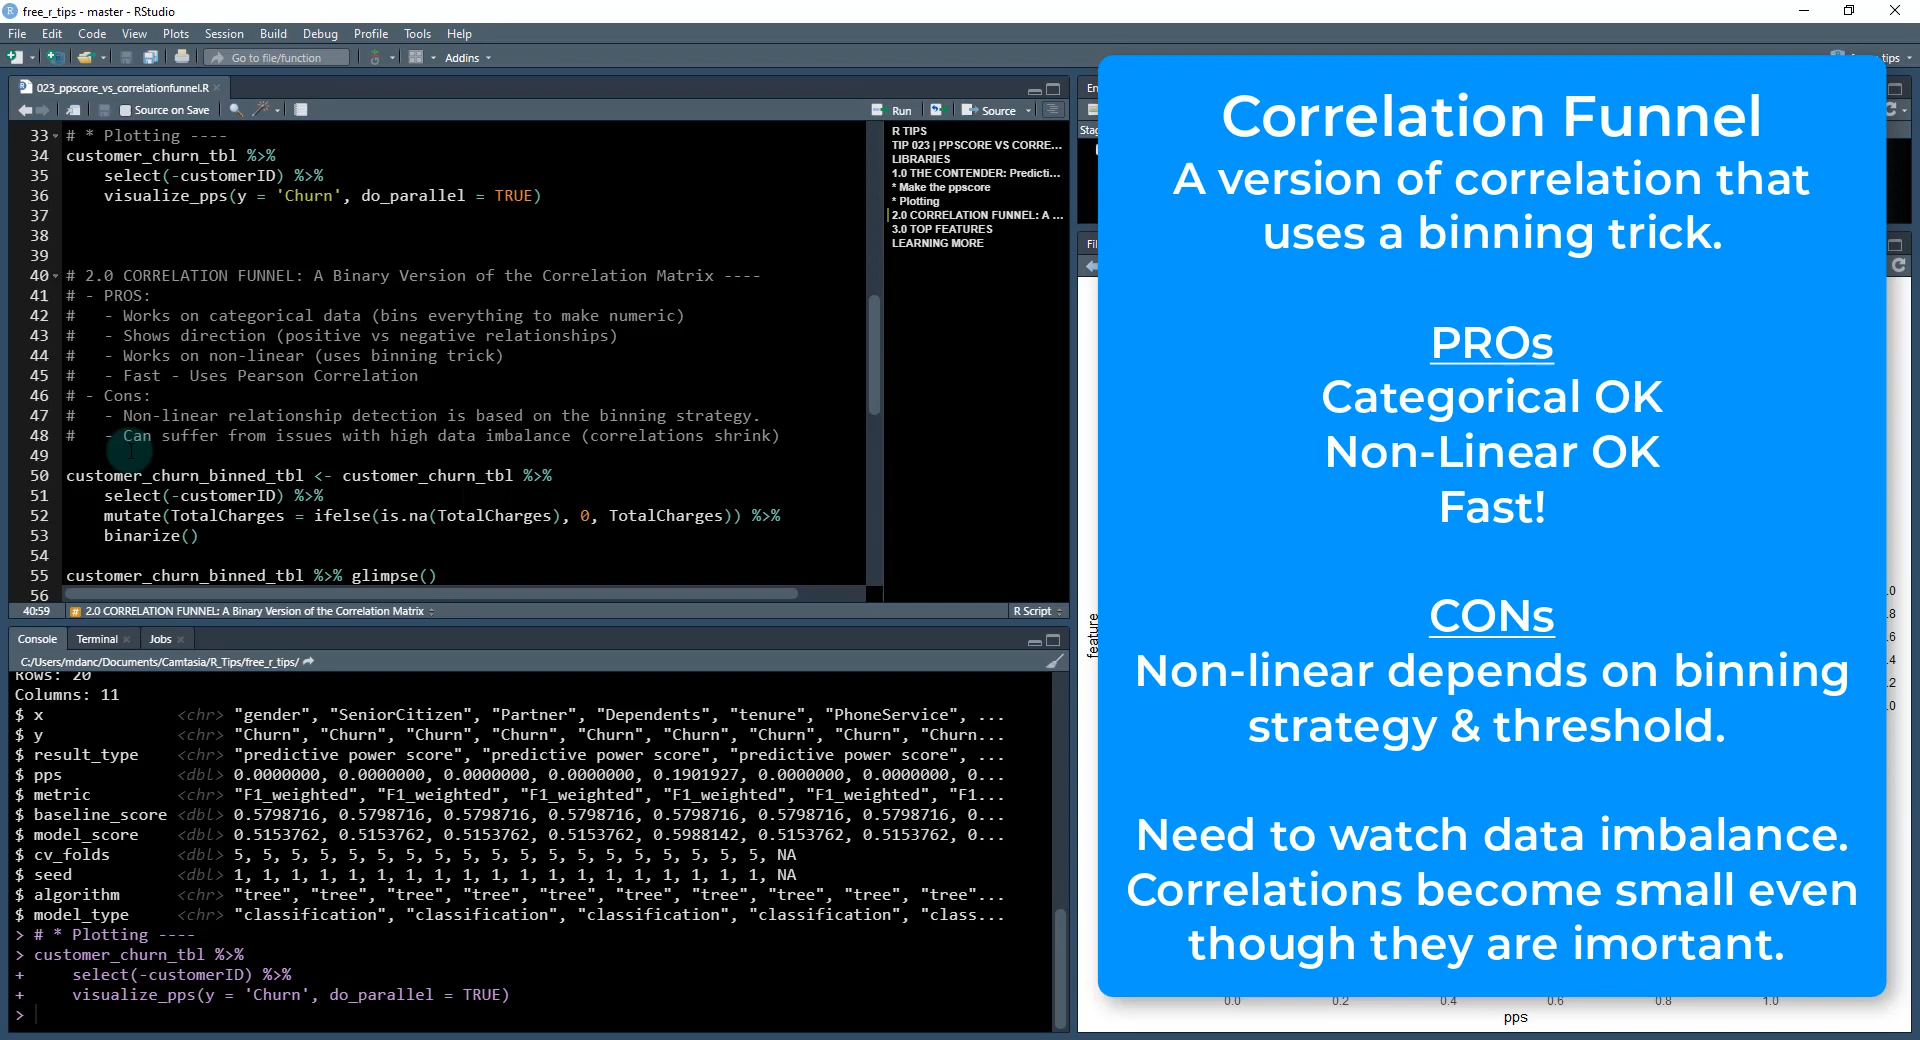 free_r_tips - master - RStudio
File Edit Code View Plots Session Build Debug Profile Tools Help
Go to file/function Addins
tips
023_ppscore_vs_correlationfunnel.R
Source on Save Run Source
33 # * Plotting ----
34 customer_churn_tbl %>%
35 select(-customerID) %>%
36 visualize_pps(y = 'Churn', do_parallel = TRUE)
37
38
39
40 # 2.0 CORRELATION FUNNEL: A Binary Version of the Correlation Matrix ----
41 # - PROS:
42 # - Works on categorical data (bins everything to make numeric)
43 # - Shows direction (positive vs negative relationships)
44 # - Works on non-linear (uses binning trick)
45 # - Fast - Uses Pearson Correlation
46 # - Cons:
47 # - Non-linear relationship detection is based on the binning strategy.
48 # - Can suffer from issues with high data imbalance (correlations shrink)
49
50 customer_churn_binned_tbl <- customer_churn_tbl %>%
51 select(-customerID) %>%
52 mutate(TotalCharges = ifelse(is.na(TotalCharges), 0, TotalCharges)) %>%
53 binarize()
54
55 customer_churn_binned_tbl %>% glimpse()
56
R TIPS
TIP 023 | PPSCORE VS CORRE...
LIBRARIES
1.0 THE CONTENDER: Predicti...
* Make the ppscore
* Plotting
2.0 CORRELATION FUNNEL: A ...
3.0 TOP FEATURES
LEARNING MORE
40:59 # 2.0 CORRELATION FUNNEL: A Binary Version of the Correlation Matrix R Script
Console Terminal Jobs
C:/Users/mdanc/Documents/Camtasia/R_Tips/free_r_tips/
Rows: 20
Columns: 11
$ x <chr> "gender", "SeniorCitizen", "Partner", "Dependents", "tenure", "PhoneService", ...
$ y <chr> "Churn", "Churn", "Churn", "Churn", "Churn", "Churn", "Churn", "Churn", "Churn...
$ result_type <chr> "predictive power score", "predictive power score", "predictive power score", ...
$ pps <dbl> 0.0000000, 0.0000000, 0.0000000, 0.0000000, 0.1901927, 0.0000000, 0.0000000, 0...
$ metric <chr> "F1_weighted", "F1_weighted", "F1_weighted", "F1_weighted", "F1_weighted", "F1...
$ baseline_score <dbl> 0.5798716, 0.5798716, 0.5798716, 0.5798716, 0.5798716, 0.5798716, 0.5798716, 0...
$ model_score <dbl> 0.5153762, 0.5153762, 0.5153762, 0.5153762, 0.5988142, 0.5153762, 0.5153762, 0...
$ cv_folds <dbl> 5, 5, 5, 5, 5, 5, 5, 5, 5, 5, 5, 5, 5, 5, 5, 5, 5, 5, 5, NA
$ seed <dbl> 1, 1, 1, 1, 1, 1, 1, 1, 1, 1, 1, 1, 1, 1, 1, 1, 1, 1, 1, NA
$ algorithm <chr> "tree", "tree", "tree", "tree", "tree", "tree", "tree", "tree", "tree", "tree"...
$ model_type <chr> "classification", "classification", "classification", "classification", "class...
> # * Plotting ----
> customer_churn_tbl %>%
+ select(-customerID) %>%
+ visualize_pps(y = 'Churn', do_parallel = TRUE)
>
Correlation Funnel
A version of correlation that
uses a binning trick.
PROs
Categorical OK
Non-Linear OK
Fast!
CONs
Non-linear depends on binning
strategy & threshold.
Need to watch data imbalance.
Correlations become small even
though they are imortant.
feature
0.0 0.2 0.4 0.6 0.8 1.0
pps